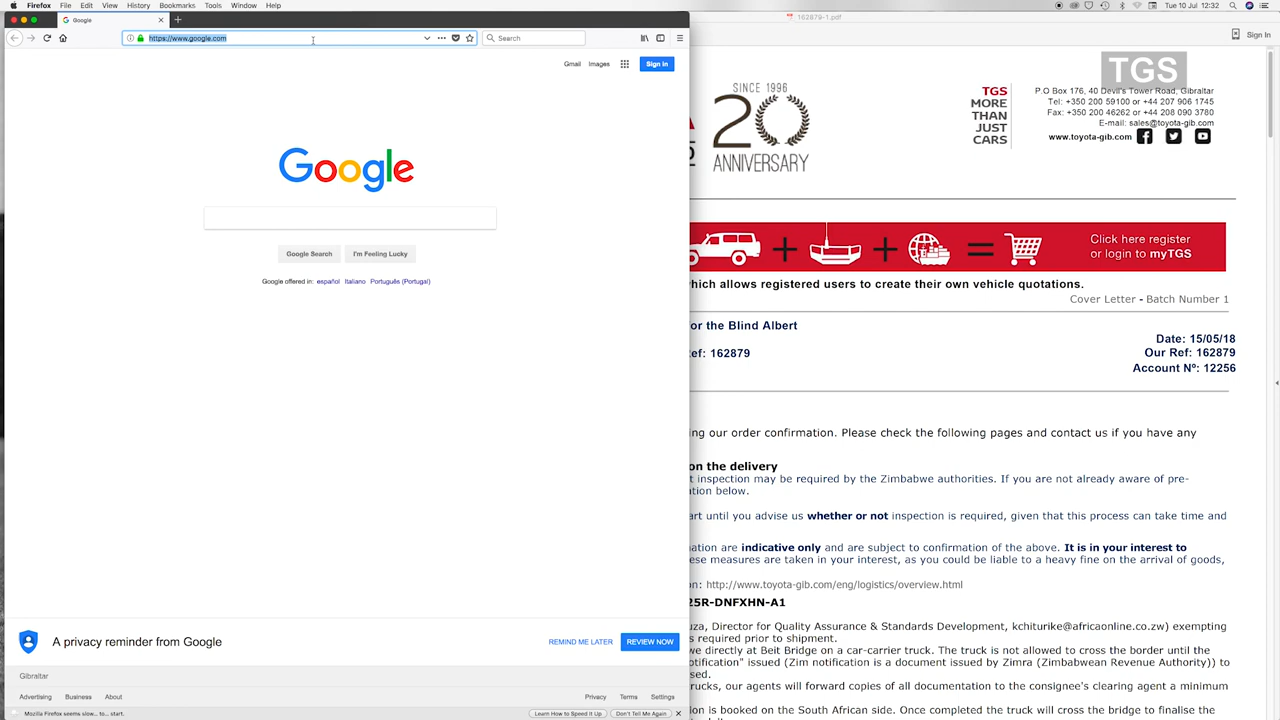 Firefox File Edit View History Bookmarks Tools Window Help
Tue 10 Jul 12:32
Google
https://www.google.com
Search
Gmail Images Sign in
Google
Google Search I'm Feeling Lucky
Google offered in: español Italiano Português (Portugal)
A privacy reminder from Google
REMIND ME LATER REVIEW NOW
Gibraltar
Advertising Business About Privacy Terms Settings
Mozilla Firefox seems slow... to... start. Learn How to Speed It Up Don't Tell Me Again
162879-1.pdf
Sign In
TGS
SINCE 1996
20
ANNIVERSARY
TGS
MORE
THAN
JUST
CARS
P.O Box 176, 40 Devil's Tower Road, Gibraltar
Tel: +350 200 59100 or +44 207 906 1745
Fax: +350 200 46262 or +44 208 090 3780
E-mail: sales@toyota-gib.com
www.toyota-gib.com
Click here register
or login to myTGS
which allows registered users to create their own vehicle quotations.
Cover Letter - Batch Number 1
or the Blind Albert
Date: 15/05/18
ef: 162879
Our Ref: 162879
Account Nº: 12256
ng our order confirmation. Please check the following pages and contact us if you have any
on the delivery
t inspection may be required by the Zimbabwe authorities. If you are not already aware of pre-
ation below.
art until you advise us whether or not inspection is required, given that this process can take time and
ation are indicative only and are subject to confirmation of the above. It is in your interest to
ese measures are taken in your interest, as you could be liable to a heavy fine on the arrival of goods,
on: http://www.toyota-gib.com/eng/logistics/overview.html
25R-DNFXHN-A1
uza, Director for Quality Assurance & Standards Development, kchiturike@africaonline.co.zw) exempting
s required prior to shipment.
we directly at Beit Bridge on a car-carrier truck. The truck is not allowed to cross the border until the
otification" issued (Zim notification is a document issued by Zimra (Zimbabwean Revenue Authority)) to
sed.
rucks, our agents will forward copies of all documentation to the consignee's clearing agent a minimum
on is booked on the South African side. Once completed the truck will cross the bridge to finalise the